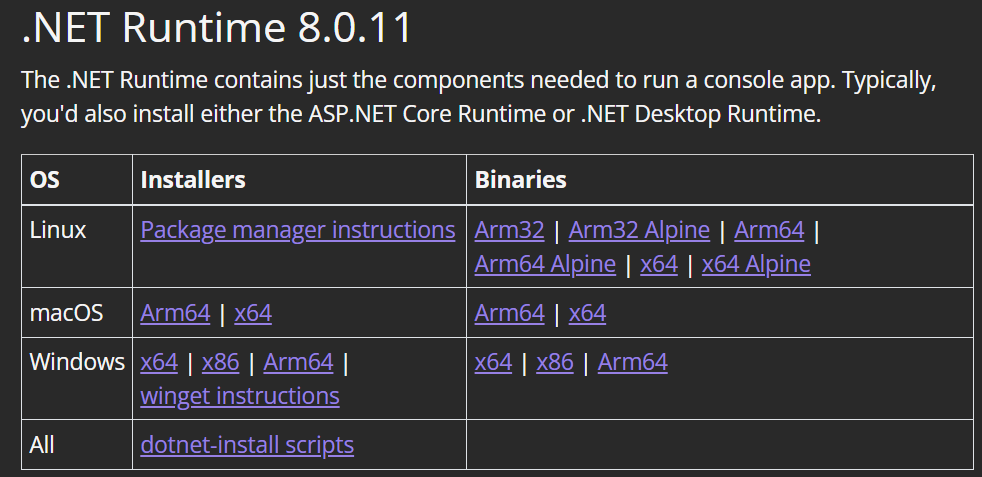 .NET Runtime 8.0.11
The .NET Runtime contains just the components needed to run a console app. Typically,
you'd also install either the ASP.NET Core Runtime or .NET Desktop Runtime.
OS Installers Binaries
Linux Package manager instructions Arm32 | Arm32 Alpine | Arm64 |
Arm64 Alpine | x64 | x64 Alpine
macOS Arm64 | x64 Arm64 | x64
Windows x64 | x86 | Arm64 | x64 | x86 | Arm64
winget instructions
All dotnet-install scripts